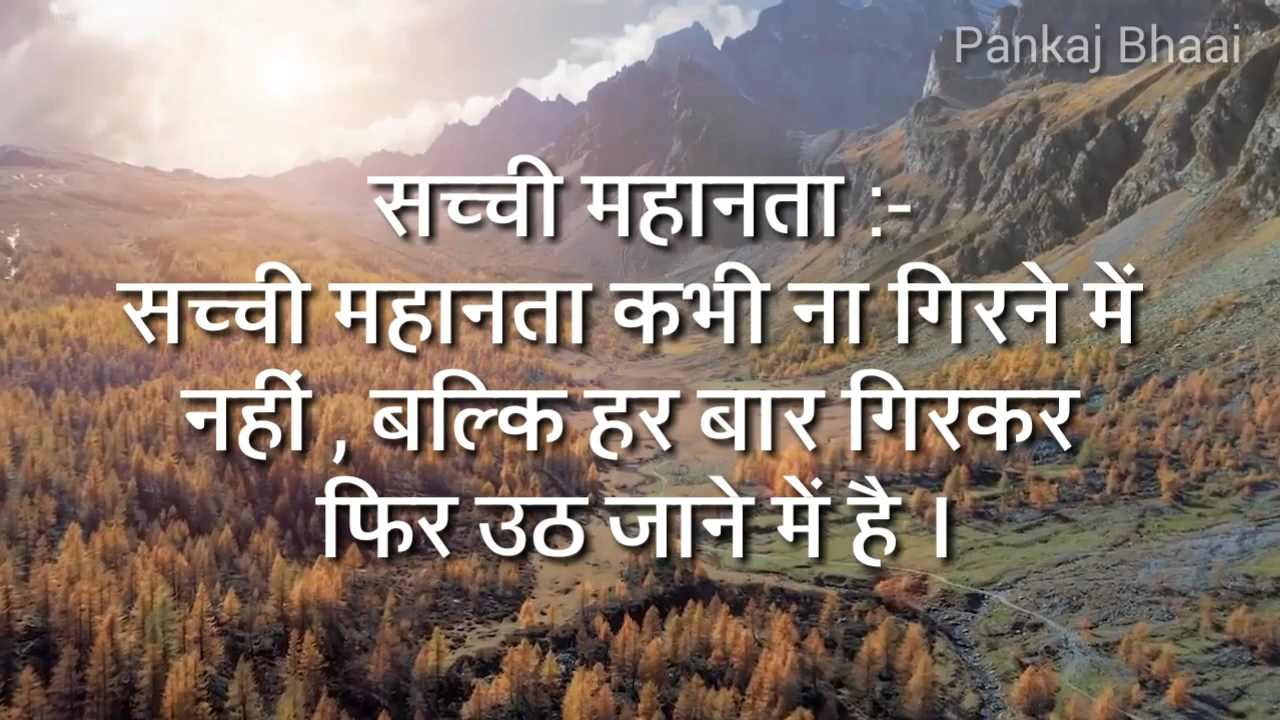 Pankaj Bhaai
सच्ची महानता :-
सच्ची महानता कभी ना गिरने में
नहीं , बल्कि हर बार गिरकर
फिर उठ जाने में है ।